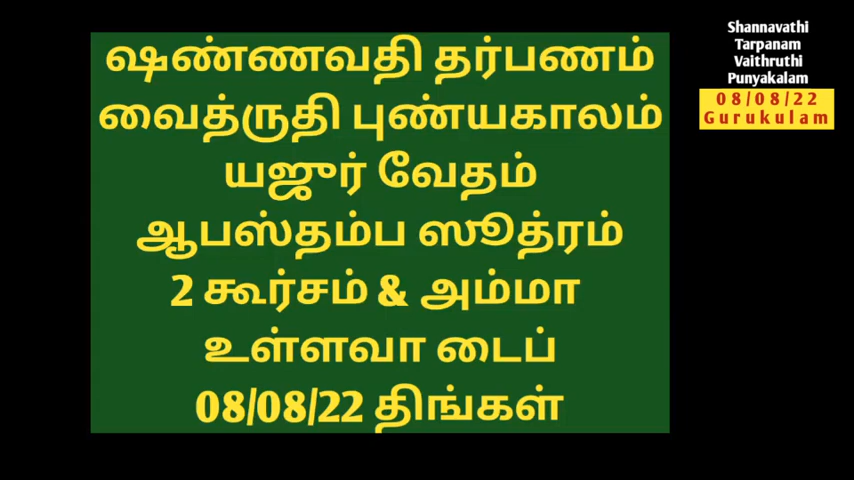 ஷண்ணவதி தர்பணம்
வைத்ருதி புண்யகாலம்
யஜுர் வேதம்
ஆபஸ்தம்ப ஸூத்ரம்
2 கூர்சம் & அம்மா
உள்ளவா டைப்
08/08/22 திங்கள்
Shannavathi
Tarpanam
Vaithruthi
Punyakalam
08/08/22
Gurukulam